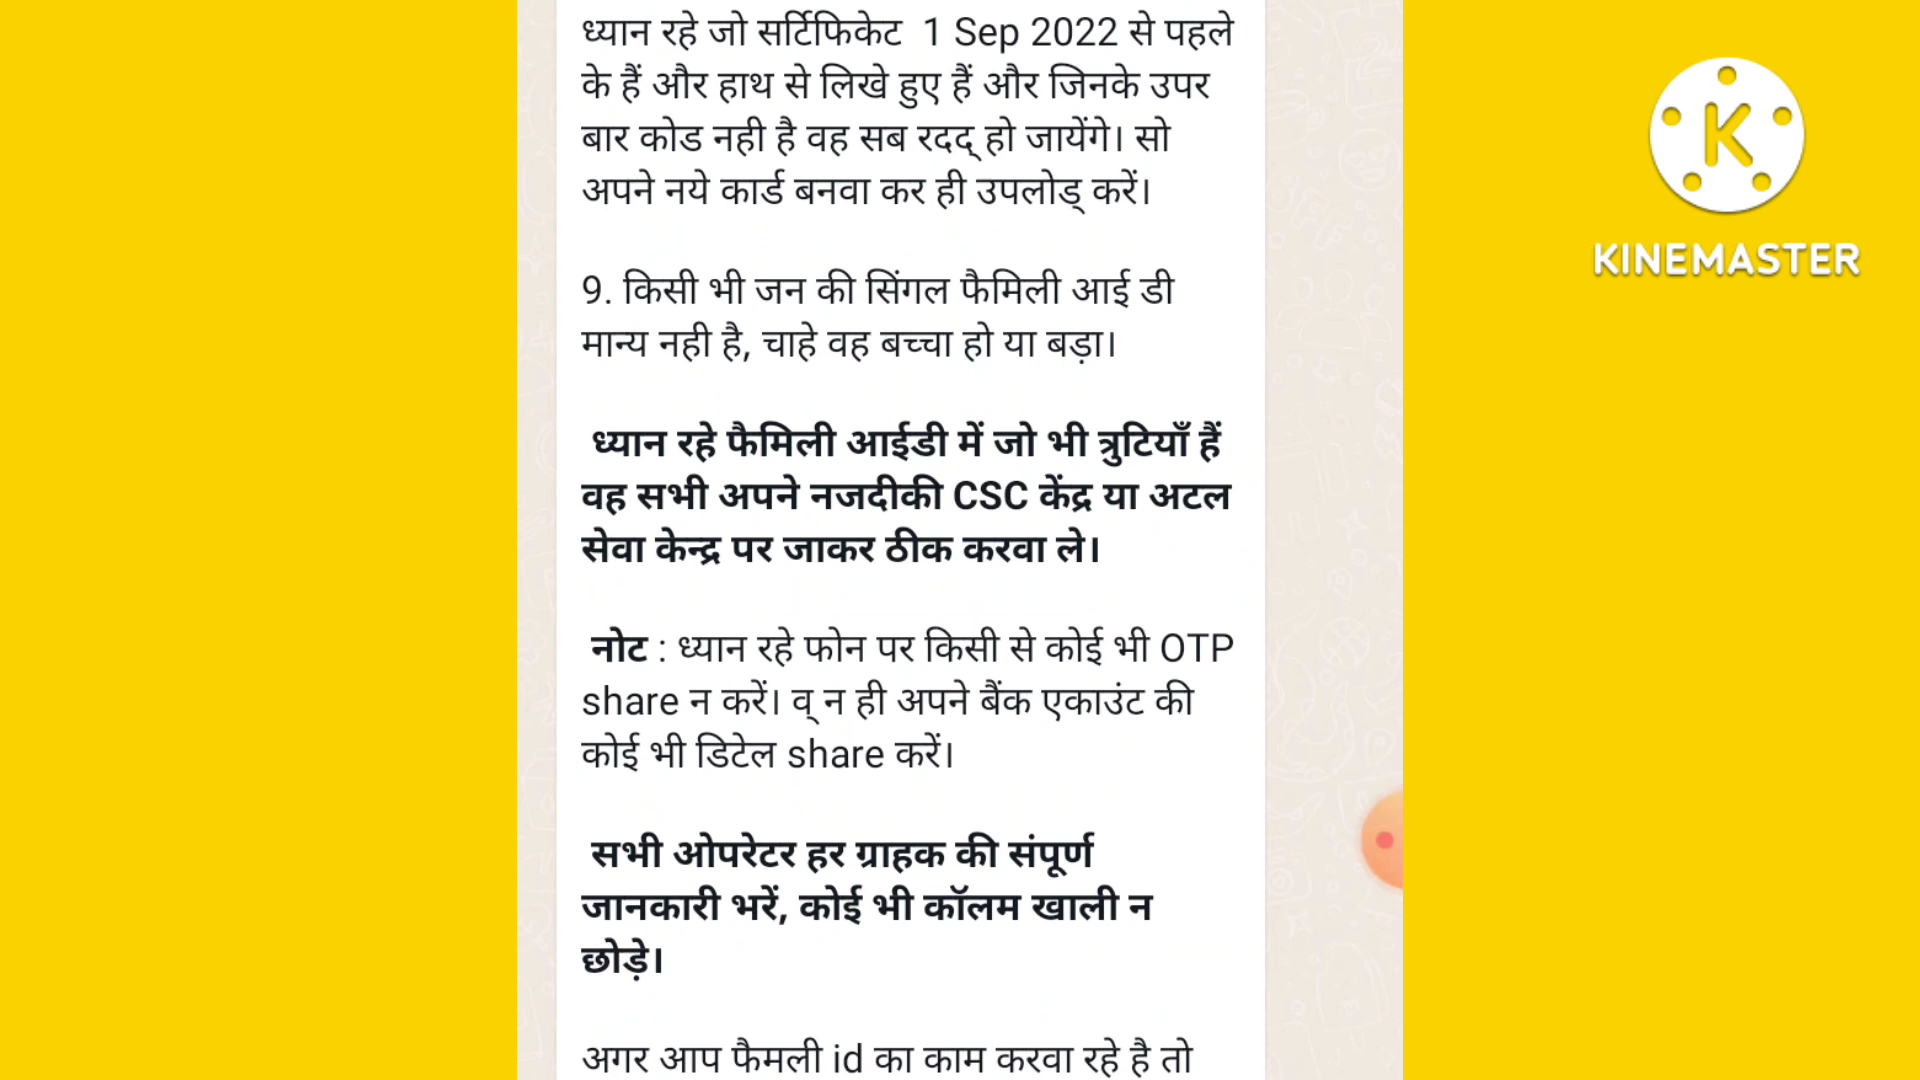 ध्यान रहे जो सर्टिफिकेट 1 Sep 2022 से पहले
के हैं और हाथ से लिखे हुए हैं और जिनके उपर
बार कोड नही है वह सब रदद् हो जायेंगे। सो
अपने नये कार्ड बनवा कर ही उपलोड् करें।
9. किसी भी जन की सिंगल फैमिली आई डी
मान्य नही है, चाहे वह बच्चा हो या बड़ा।
ध्यान रहे फैमिली आईडी में जो भी त्रुटियाँ हैं
वह सभी अपने नजदीकी CSC केंद्र या अटल
सेवा केन्द्र पर जाकर ठीक करवा ले।
नोट : ध्यान रहे फोन पर किसी से कोई भी OTP
share न करें। व् न ही अपने बैंक एकाउंट की
कोई भी डिटेल share करें।
सभी ओपरेटर हर ग्राहक की संपूर्ण
जानकारी भरें, कोई भी कॉलम खाली न
छोड़े।
अगर आप फैमली id का काम करवा रहे है तो
K
KINEMASTER